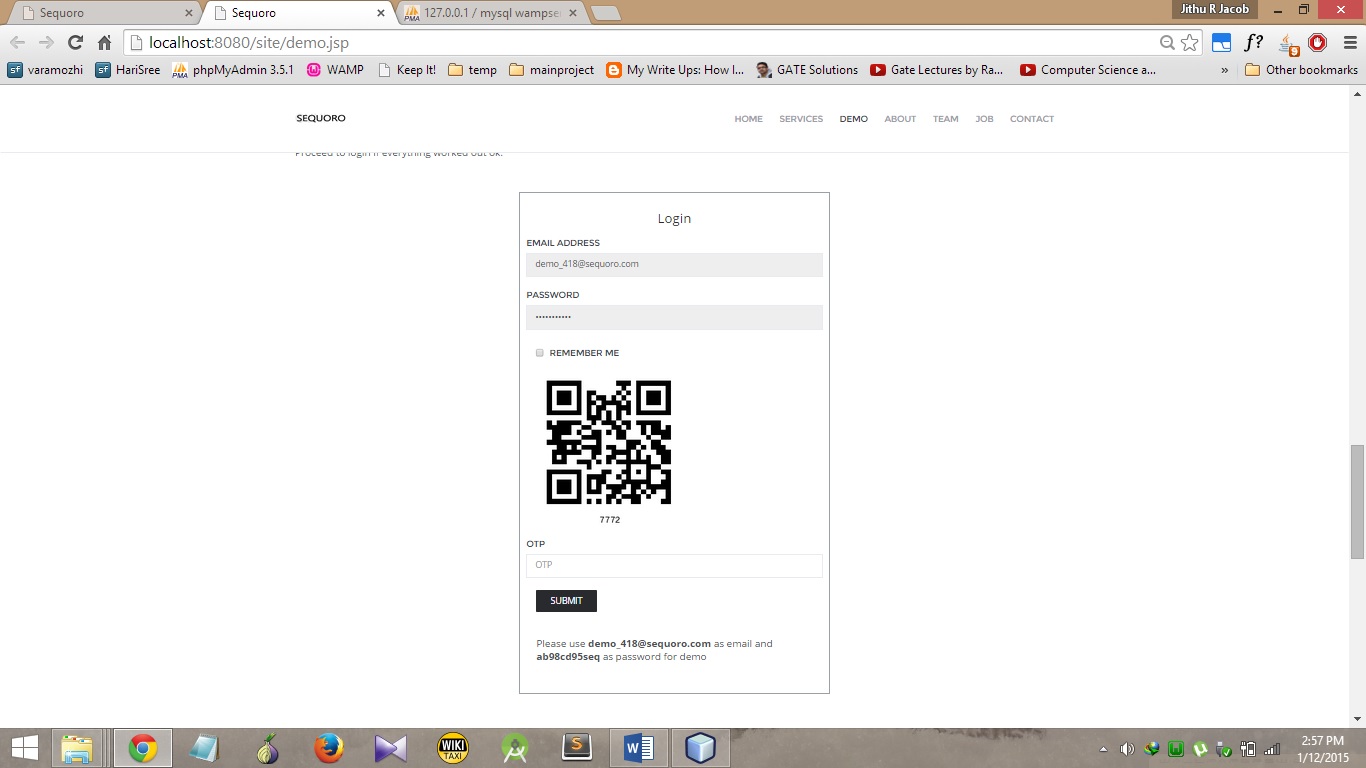 Sequoro
Sequoro
127.0.0.1 / mysql wampse
Jithu R Jacob
localhost:8080/site/demo.jsp
f?
9
varamozhi
HariSree
phpMyAdmin 3.5.1
WAMP
Keep It!
temp
mainproject
My Write Ups: How I...
GATE Solutions
Gate Lectures by Ra...
Computer Science a...
»
Other bookmarks
SEQUORO
HOME SERVICES DEMO ABOUT TEAM JOB CONTACT
Proceed to login if everything worked out ok.
Login
EMAIL ADDRESS
demo_418@sequoro.com
PASSWORD
•••••••••••
REMEMBER ME
7772
OTP
OTP
SUBMIT
Please use demo_418@sequoro.com as email and
ab98cd95seq as password for demo
WIKI
TAXI
2:57 PM
1/12/2015